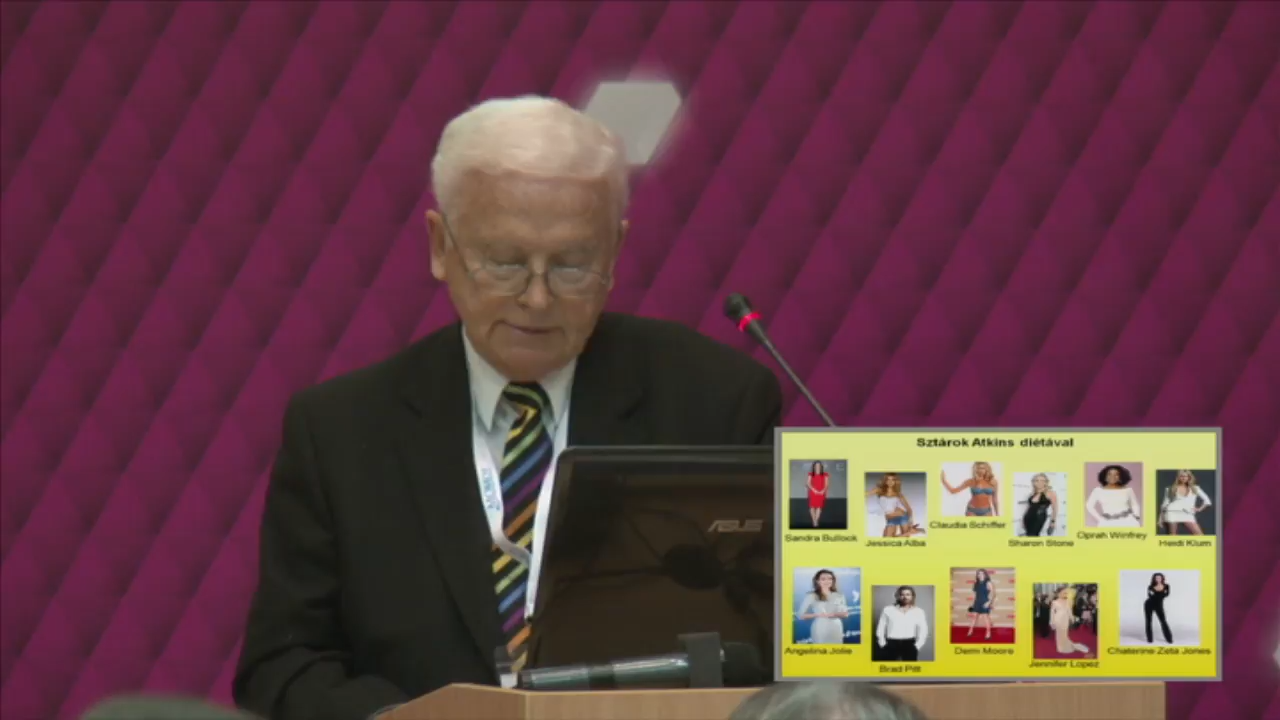 Sztárok Atkins diétával
Sandra Bullock
Jessica Alba
Claudia Schiffer
Sharon Stone
Oprah Winfrey
Heidi Klum
Angelina Jolie
Brad Pitt
Demi Moore
Jennifer Lopez
Chaterine Zeta Jones
ASUS